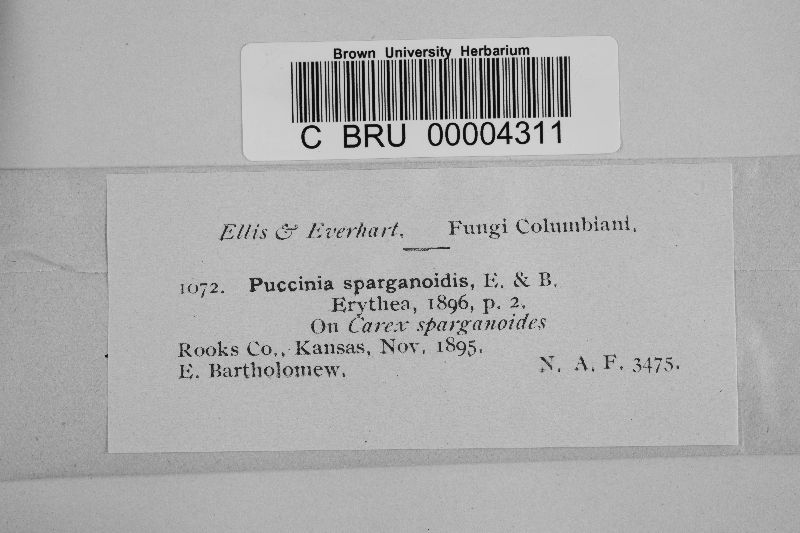 Brown University Herbarium
C BRU 00004311
Ellis & Everhart. Fungi Columbiani.
1072. Puccinia sparganoidis, E. & B.
Erythea, 1896, p. 2.
On Carex sparganoides
Rooks Co., Kansas, Nov. 1895.
E. Bartholomew. N. A. F. 3475.